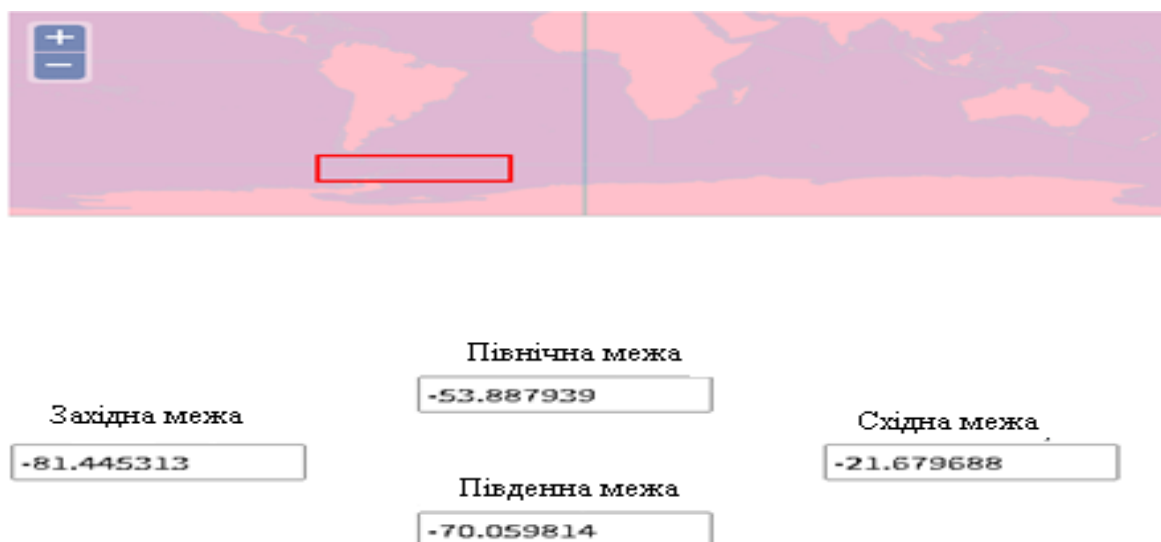 +
−
Північна межа
-53.887939
Західна межа
-81.445313
Східна межа
-21.679688
Південна межа
-70.059814